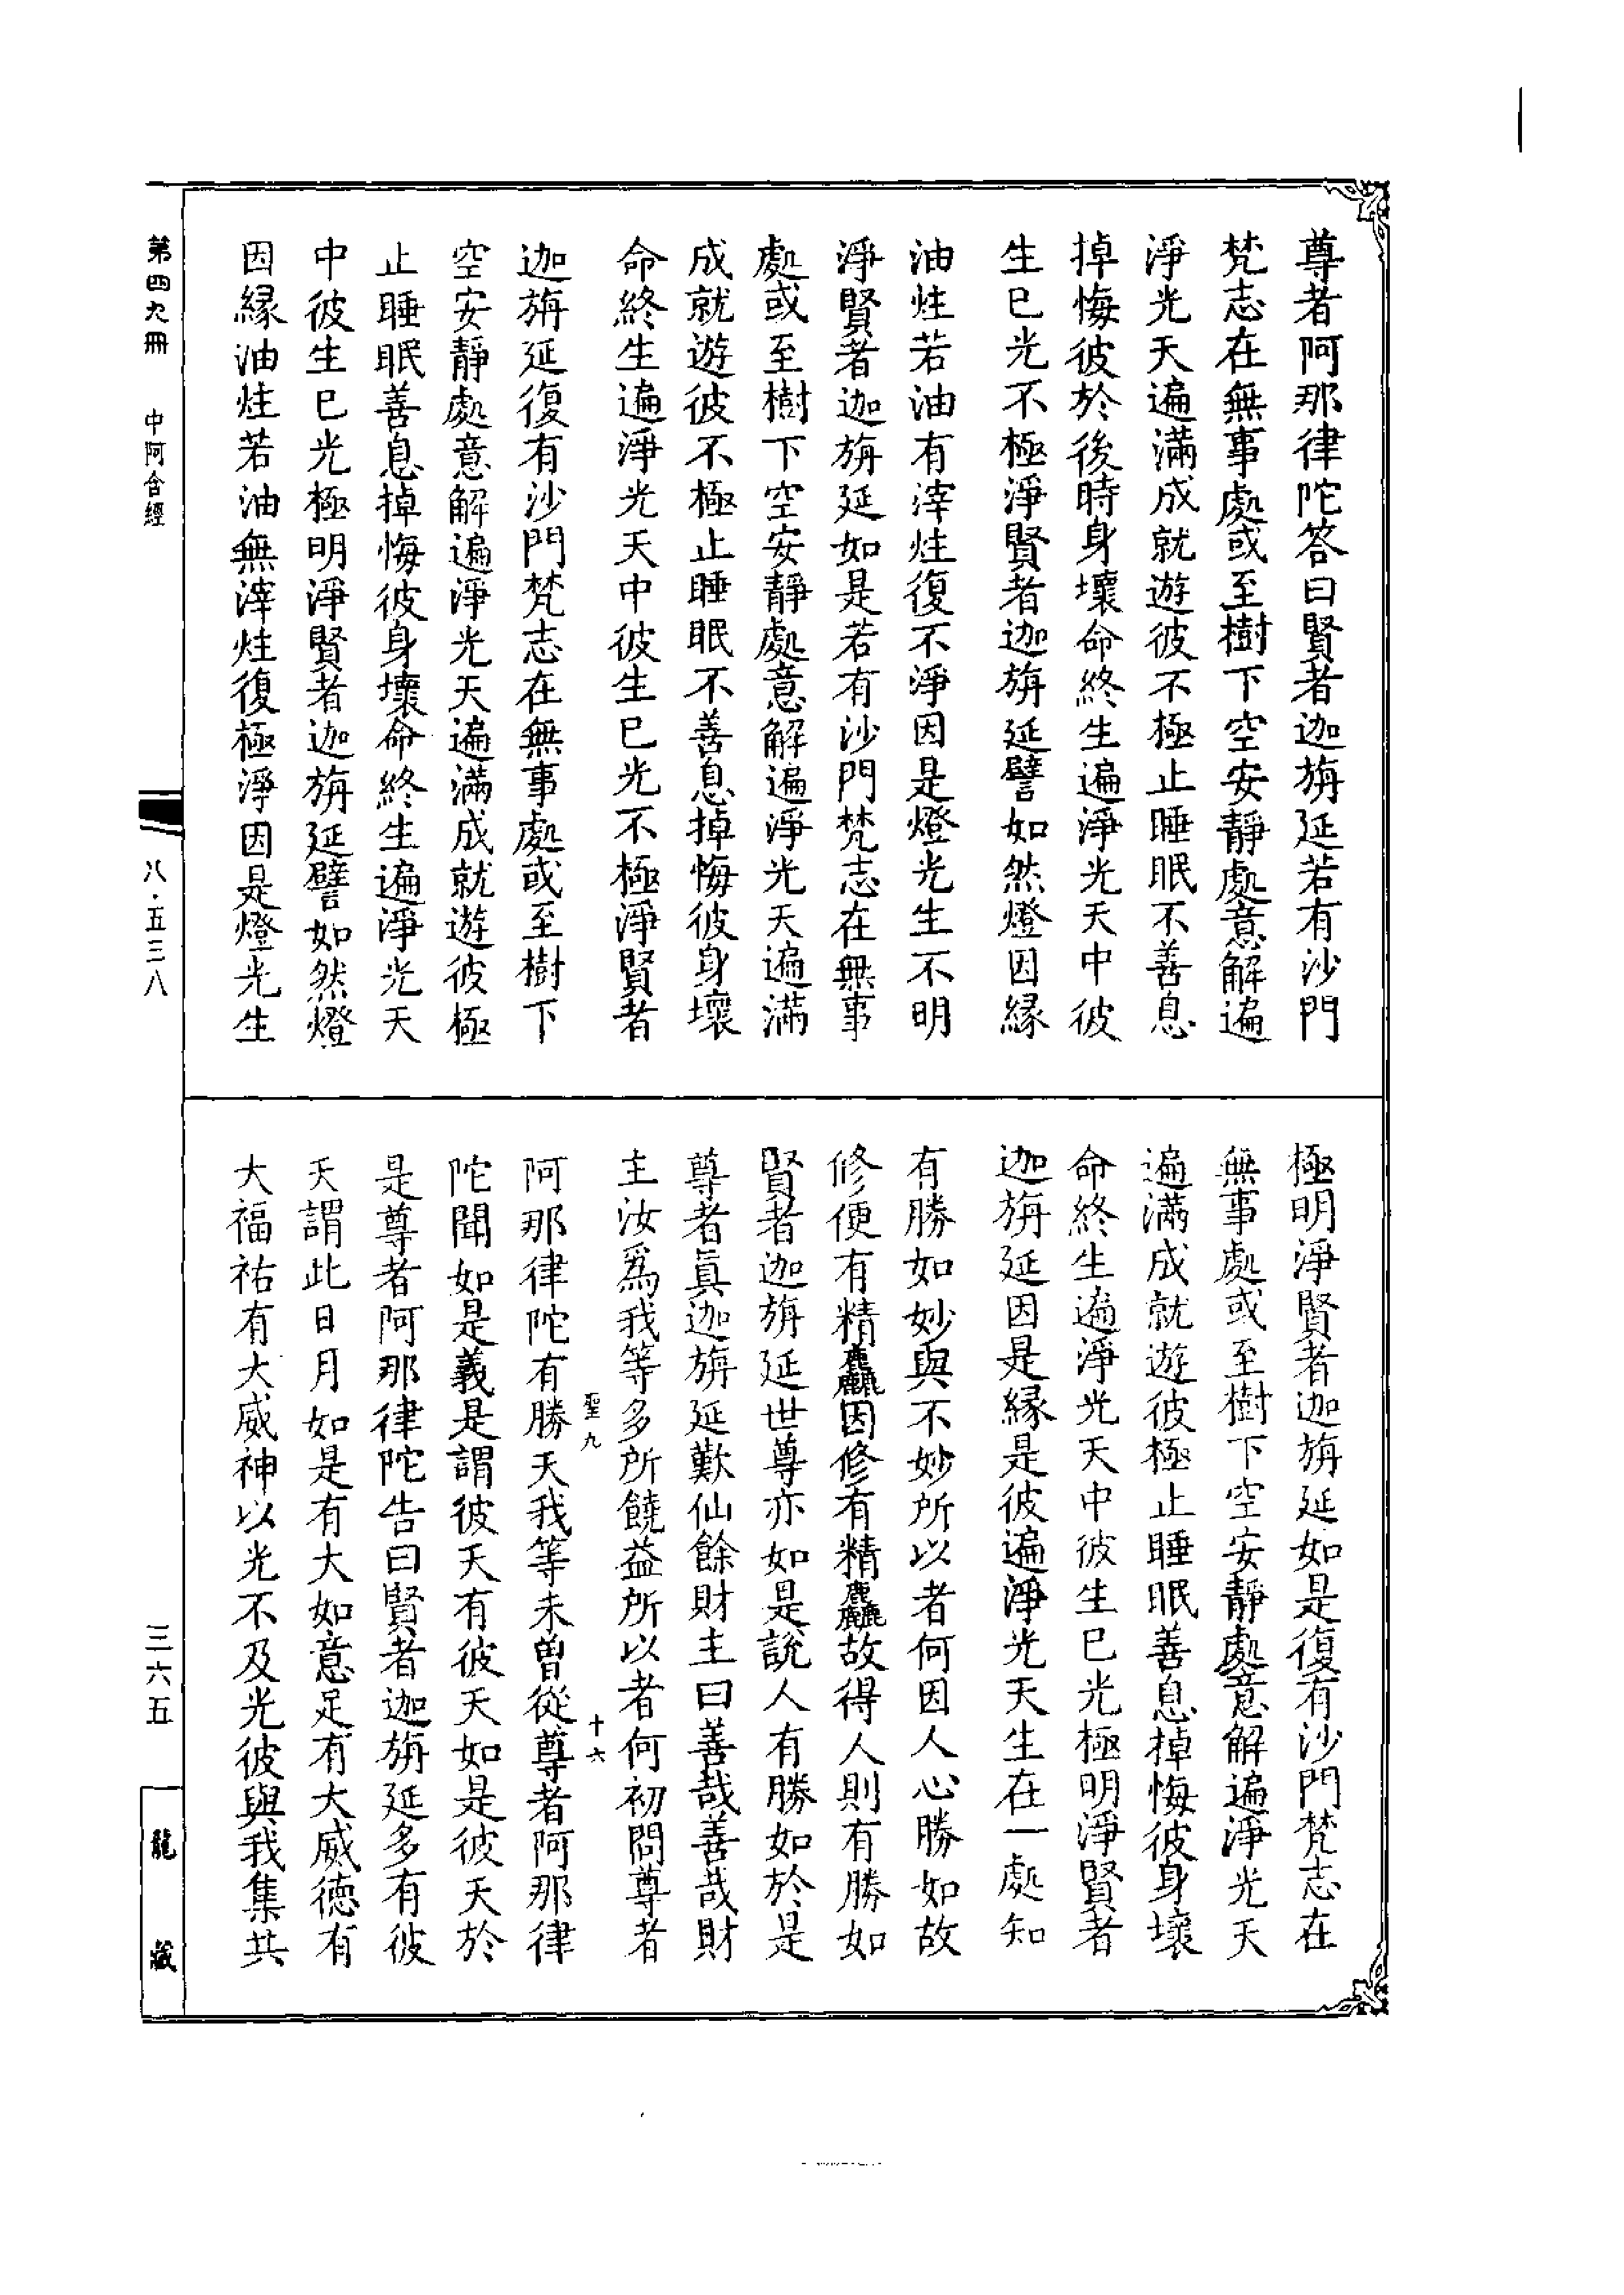 尊者阿那律陀答曰賢者迦旃延若有沙門
梵志在無事處或至樹下空安靜處意解遍
淨光天遍滿成就遊彼不極止睡眠不善息
掉悔彼於後時身壞命終生遍淨光天中彼
生已光不極淨賢者迦旃延譬如然燈因緣
油炷若油有滓炷復不淨因是燈光生不明
淨賢者迦旃延如是若有沙門梵志在無事
處或至樹下空安靜處意解遍淨光天遍滿
成就遊彼不極止睡眠不善息掉悔彼身壞
命終生遍淨光天中彼生已光不極淨賢者
迦旃延復有沙門梵志在無事處或至樹下
空安靜處意解遍淨光天遍滿成就遊彼極
止睡眠善息掉悔彼身壞命終生遍淨光天
中彼生已光極明淨賢者迦旃延譬如然燈
因緣油炷若油無滓炷復極淨因是燈光生
極明淨賢者迦旃延如是復有沙門梵志在
無事處或至樹下空安靜處意解遍淨光天
遍滿成就遊彼極止睡眠善息掉悔彼身壞
命終生遍淨光天中彼生已光極明淨賢者
迦旃延因是緣是彼遍淨光天生在一處知
有勝如妙與不妙所以者何因人心勝如故
修便有精麤因修有精麤故得人則有勝如
賢者迦旃延世尊亦如是說人有勝如於是
尊者眞迦旃延歎仙餘財主曰善哉善哉財
主汝爲我等多所饒益所以者何初問尊者
聖九
十六
阿那律陀有勝天我等未曾從尊者阿那律
陀聞如是義是謂彼天有彼天如是彼天於
是尊者阿那律陀告曰賢者迦旃延多有彼
天謂此日月如是有大如意足有大威德有
大福祐有大威神以光不及光彼與我集共
第四九冊 中阿含經
八·五三八
三六五
龍藏